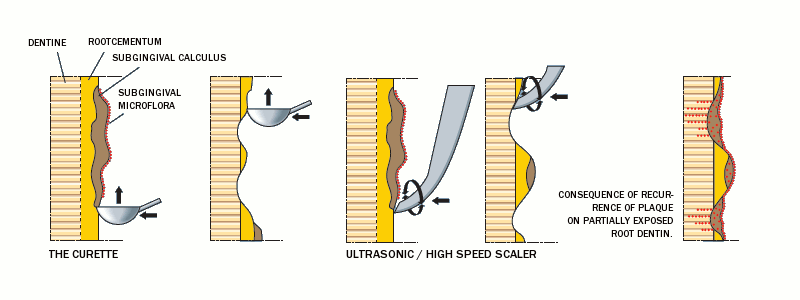 DENTINE
ROOTCEMENTUM
SUBGINGIVAL CALCULUS
SUBGINGIVAL
MICROFLORA
THE CURETTE
ULTRASONIC / HIGH SPEED SCALER
CONSEQUENCE OF RECUR-
RENCE OF PLAQUE
ON PARTIALLY EXPOSED
ROOT DENTIN.